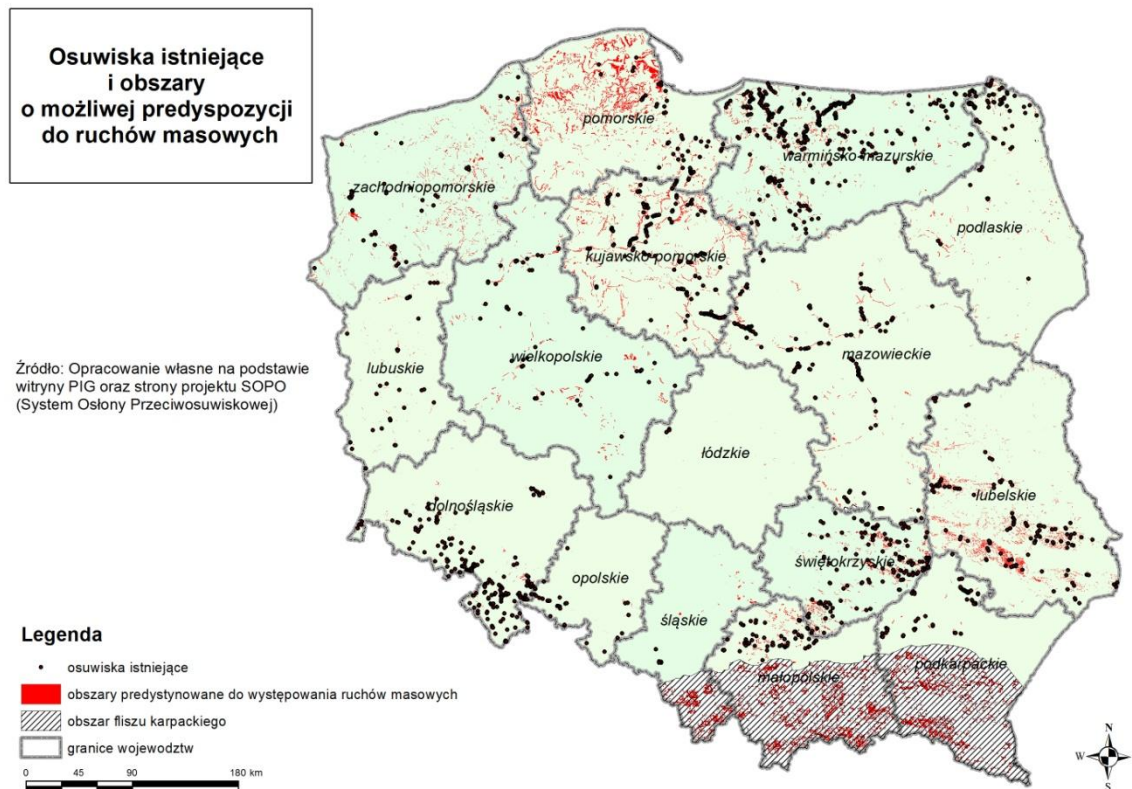 Osuwiska istniejące
i obszary
o możliwej predyspozycji
do ruchów masowych
pomorskie
warmińsko-mazurskie
zachodniopomorskie
podlaskie
kujawsko-pomorskie
Źródło: Opracowanie własne na podstawie
witryny PIG oraz strony projektu SOPO
(System Osłony Przeciwosuwiskowej)
lubuskie
wielkopolskie
mazowieckie
łódzkie
lubelskie
dolnośląskie
opolskie
świętokrzyskie
śląskie
małopolskie
podkarpackie
Legenda
osuwiska istniejące
obszary predystynowane do występowania ruchów masowych
obszar fliszu karpackiego
granice wojewodztw
0 45 90 180 km
N
W E
S